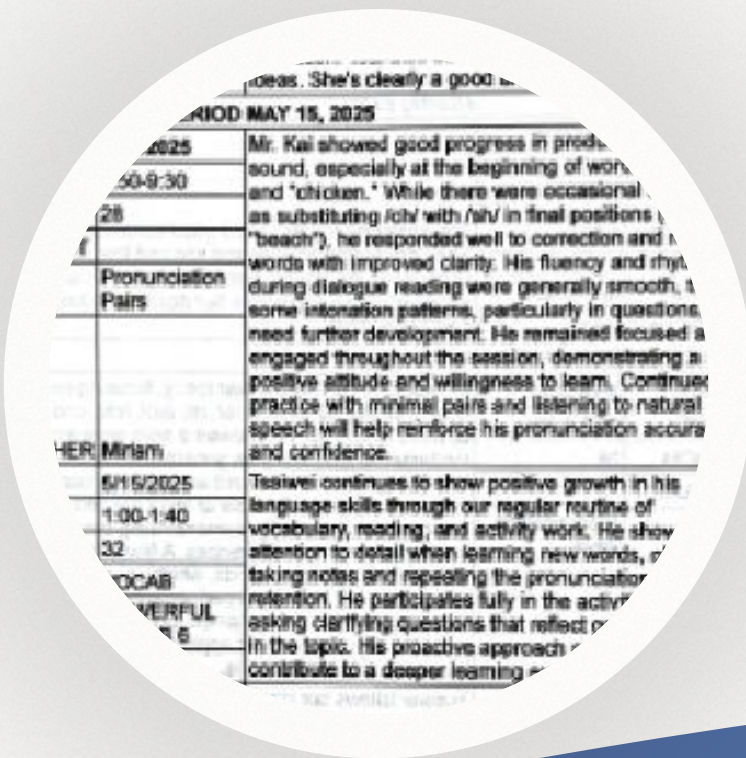 ideas. She's clearly a good
RIOD MAY 15, 2025
2025
:50-9:30
28
Pronunciation
Pairs
HER Miriam
Mr. Kai showed good progress in
sound, especially at the beginning of
and "chicken." While there were occasional
as substituting /ch/ with /sh/ in final positions
"beach"), he responded well to correction and
words with improved clarity. His fluency and
during dialogue reading were generally smooth,
some intonation patterns, particularly in questions,
need further development. He remained focused
engaged throughout the session, demonstrating a
positive attitude and willingness to learn. Continued
practice with minimal pairs and listening to natural
speech will help reinforce his pronunciation
and confidence.
5/15/2025
1:00-1:40
32
VOCAB
WERFUL
6
Tsaiwei continues to show positive growth in his
language skills through our regular routine of
vocabulary, reading, and activity work. He
attention to detail when learning new words,
taking notes and repeating the
retention. He participates fully in the
asking clarifying questions that reflect
in the topic. His proactive approach
contribute to a deeper learning